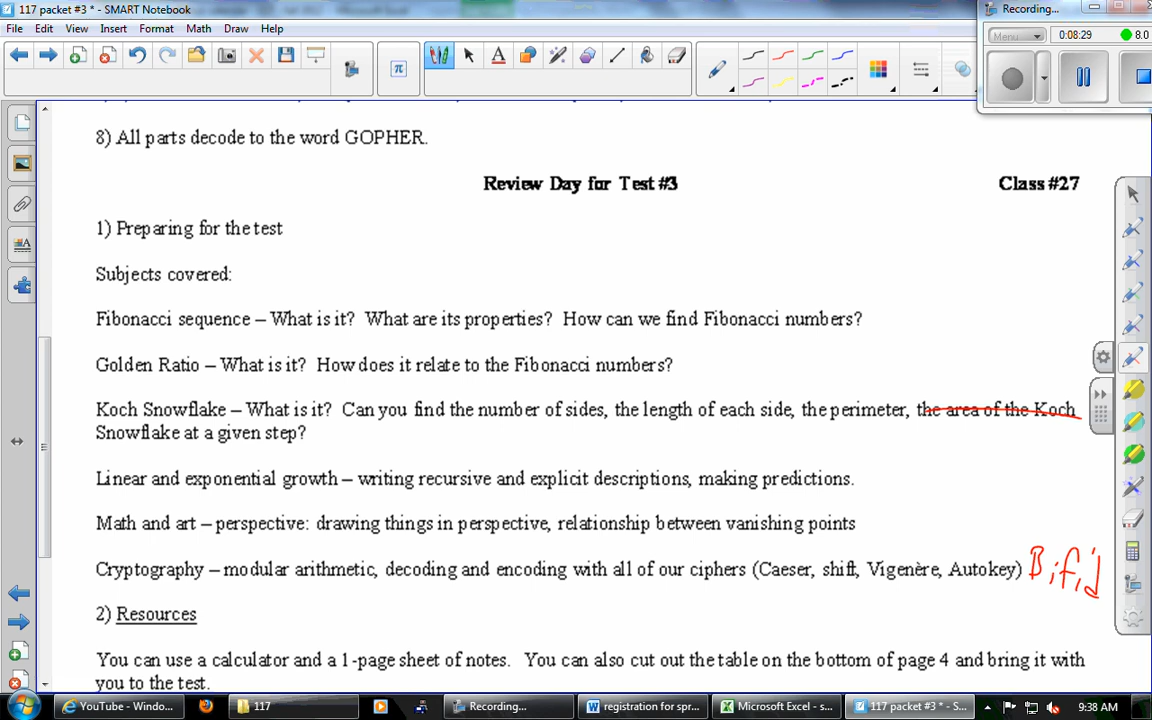 117 packet #3 * - SMART Notebook
Recording...
File Edit View Insert Format Math Draw Help
Menu 0:08:29 8.0
π
A
8) All parts decode to the word GOPHER.
Review Day for Test #3 Class #27
1) Preparing for the test
Subjects covered:
Fibonacci sequence – What is it? What are its properties? How can we find Fibonacci numbers?
Golden Ratio – What is it? How does it relate to the Fibonacci numbers?
Koch Snowflake – What is it? Can you find the number of sides, the length of each side, the perimeter, the area of the Koch
Snowflake at a given step?
Linear and exponential growth – writing recursive and explicit descriptions, making predictions.
Math and art – perspective: drawing things in perspective, relationship between vanishing points
Cryptography – modular arithmetic, decoding and encoding with all of our ciphers (Caeser, shift, Vigenère, Autokey) Bifid
2) Resources
You can use a calculator and a 1-page sheet of notes. You can also cut out the table on the bottom of page 4 and bring it with
you to the test.
YouTube - Windo... 117 Recording... registration for spr... Microsoft Excel - s... 117 packet #3 * - S... 9:38 AM